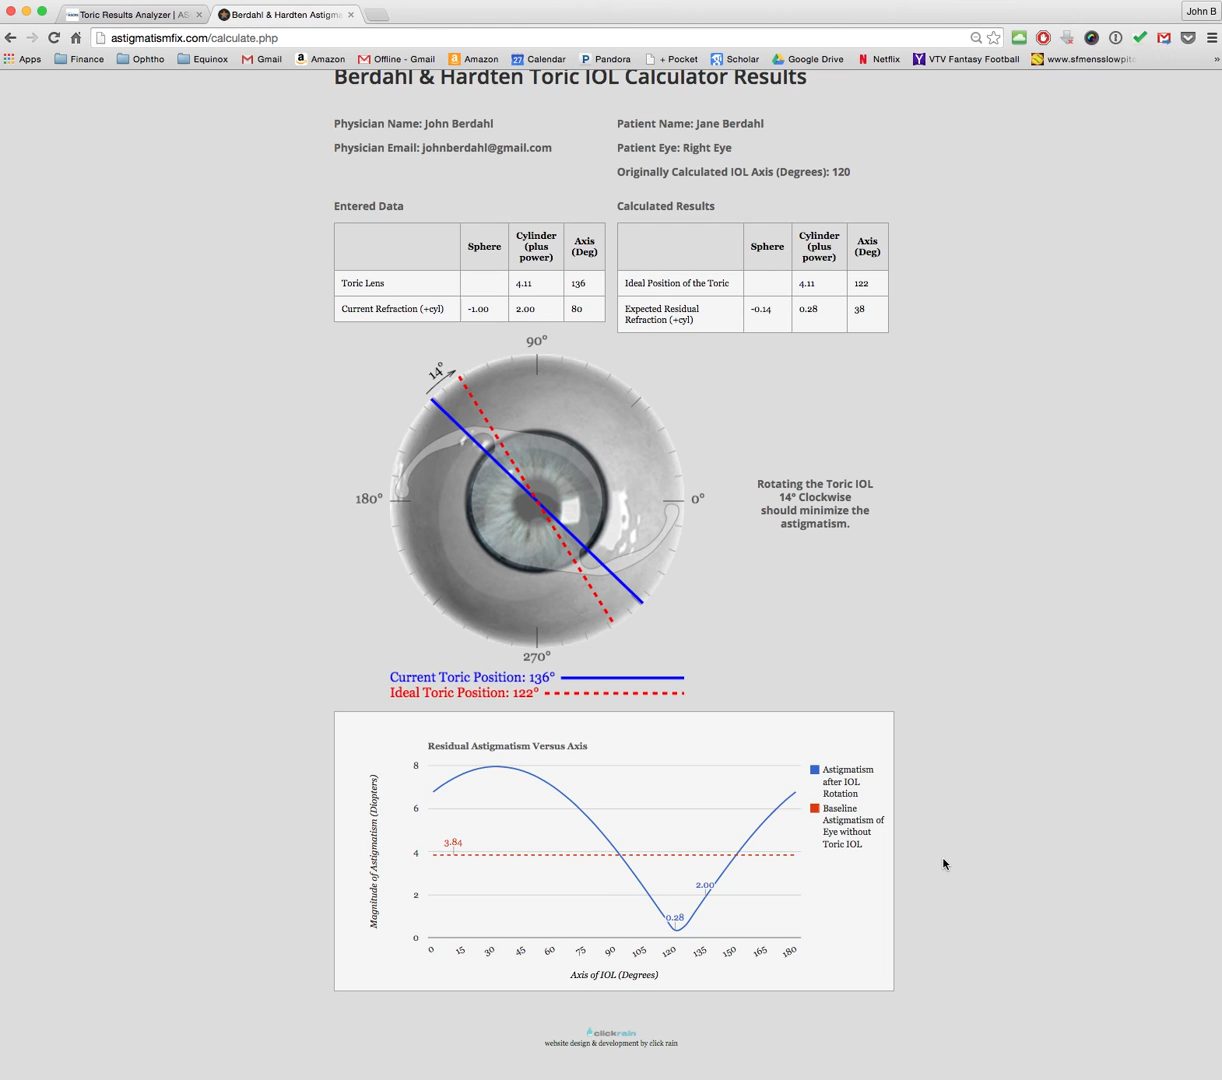 John B
Toric Results Analyzer | AS
Berdahl & Hardten Astigma
astigmatismfix.com/calculate.php
Apps Finance Ophtho Equinox Gmail Amazon Offline - Gmail Amazon 27 Calendar Pandora + Pocket Scholar Google Drive Netflix VTV Fantasy Football www.sfmensslowpitc »
Berdahl & Hardten Toric IOL Calculator Results
Physician Name: John Berdahl
Physician Email: johnberdahl@gmail.com
Patient Name: Jane Berdahl
Patient Eye: Right Eye
Originally Calculated IOL Axis (Degrees): 120
Entered Data
Sphere Cylinder (plus power) Axis (Deg)
Toric Lens 4.11 136
Current Refraction (+cyl) -1.00 2.00 80
Calculated Results
Sphere Cylinder (plus power) Axis (Deg)
Ideal Position of the Toric 4.11 122
Expected Residual Refraction (+cyl) -0.14 0.28 38
90°
14°
180°
0°
270°
Rotating the Toric IOL
14° Clockwise
should minimize the
astigmatism.
Current Toric Position: 136°
Ideal Toric Position: 122°
Residual Astigmatism Versus Axis
Magnitude of Astigmatism (Diopters)
8
6
4
2
0
3.84
2.00
0.28
0 15 30 45 60 75 90 105 120 135 150 165 180
Axis of IOL (Degrees)
Astigmatism
after IOL
Rotation
Baseline
Astigmatism of
Eye without
Toric IOL
clickrain
website design & development by click rain